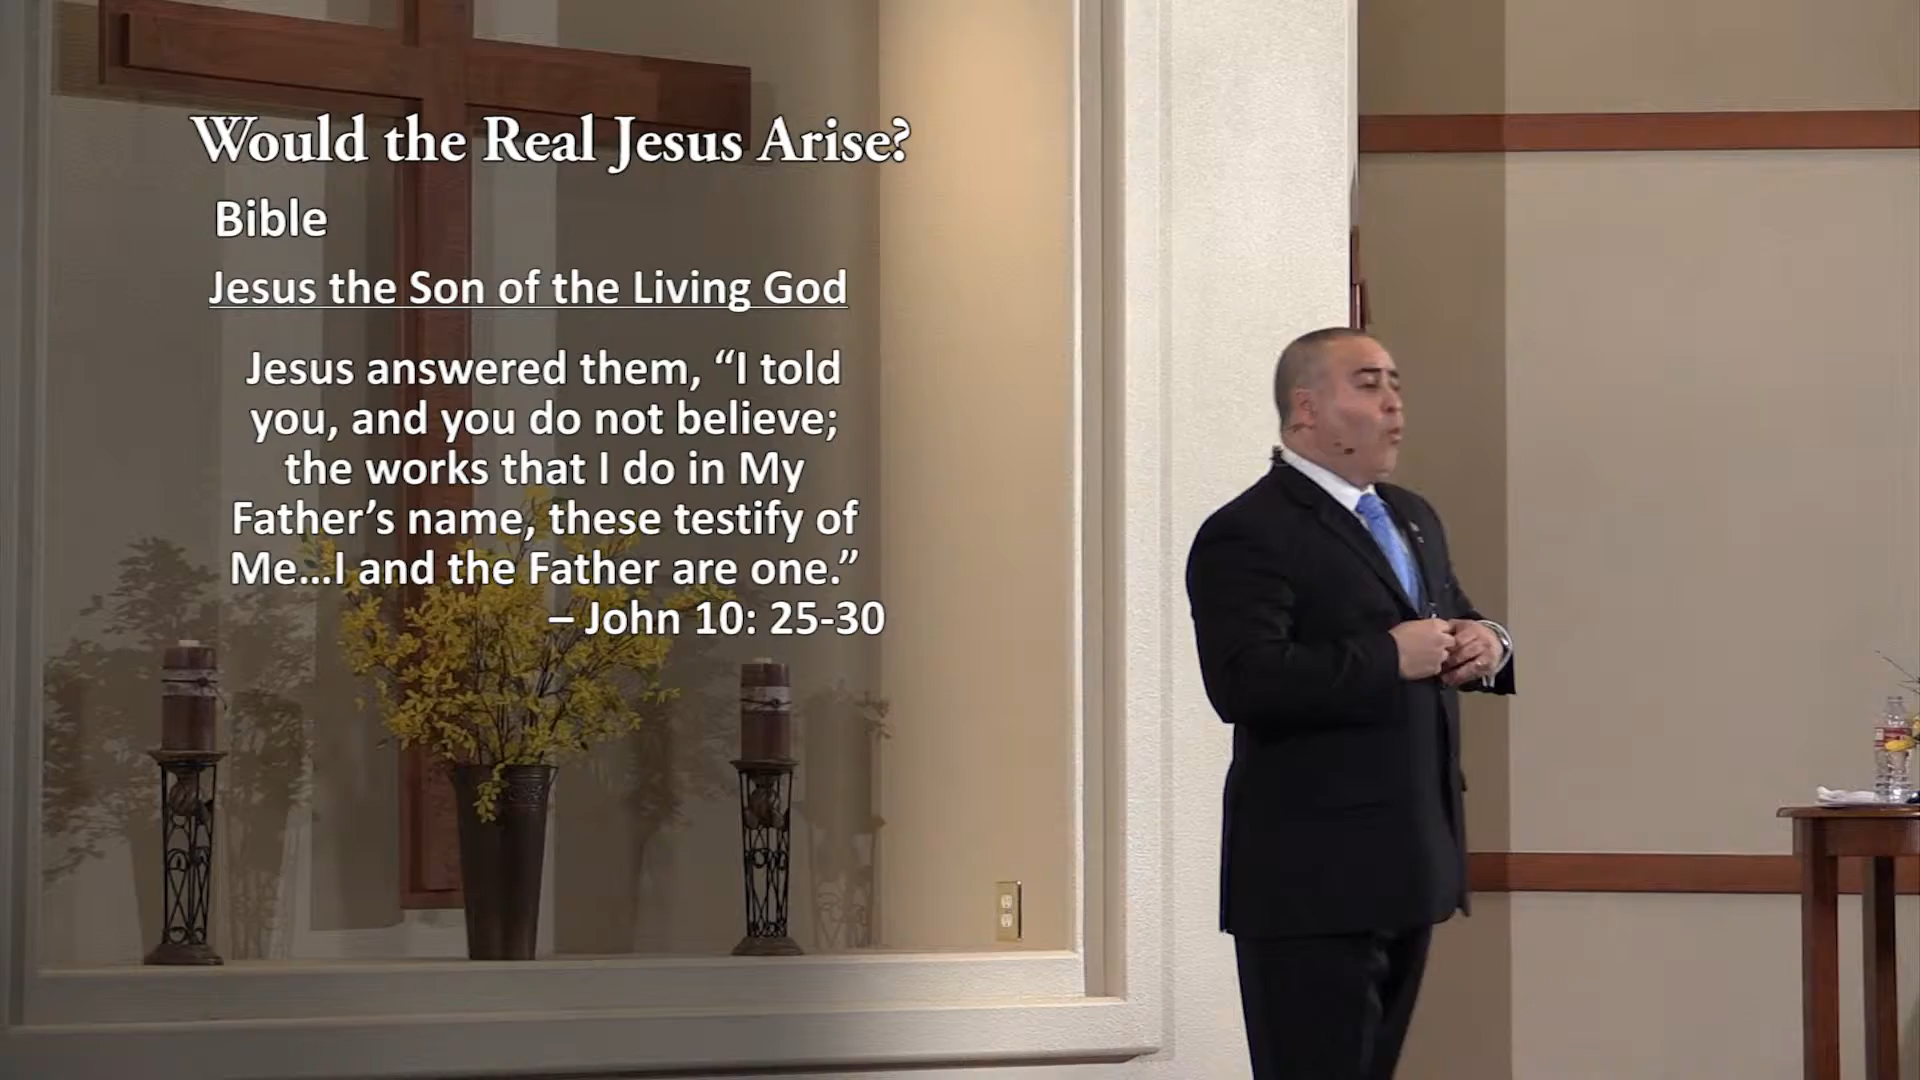 Would the Real Jesus Arise?
Bible
Jesus the Son of the Living God
Jesus answered them, “I told
you, and you do not believe;
the works that I do in My
Father’s name, these testify of
Me...I and the Father are one.”
– John 10: 25-30